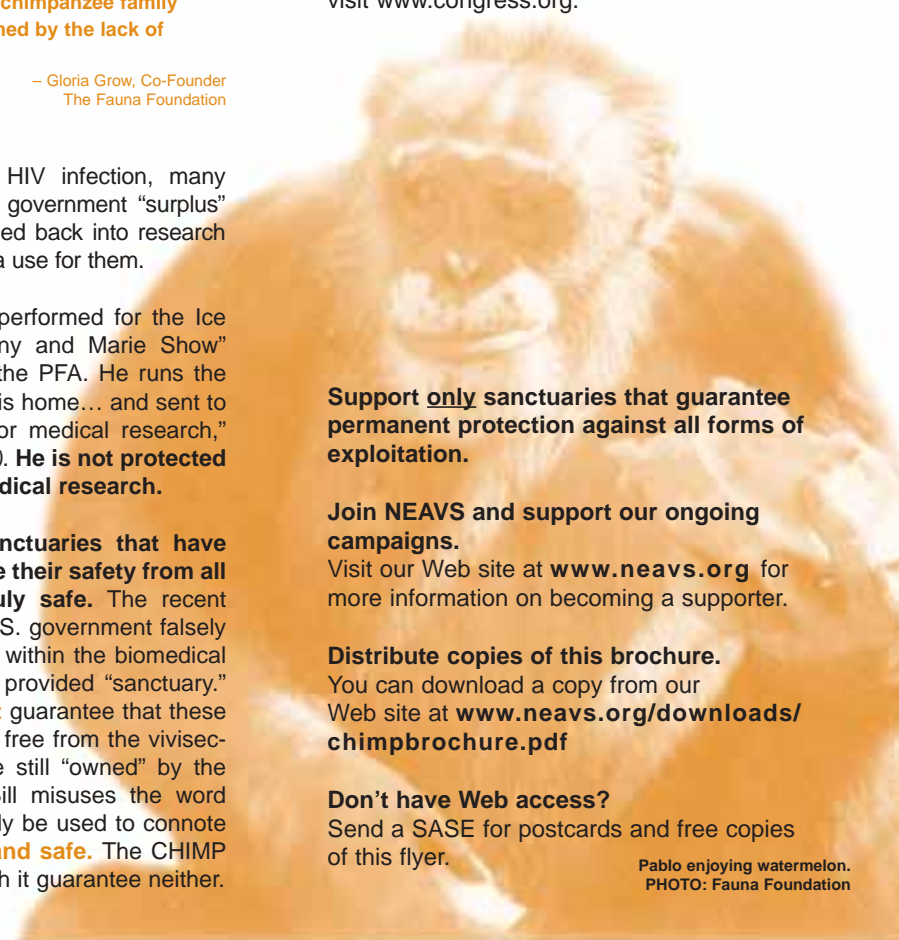 chimpanzee family
ned by the lack of
– Gloria Grow, Co-Founder
The Fauna Foundation
HIV infection, many
government “surplus”
ed back into research
a use for them.
performed for the Ice
ny and Marie Show”
the PFA. He runs the
is home… and sent to
or medical research,”
). He is not protected
dical research.
nctuaries that have
e their safety from all
uly safe. The recent
S. government falsely
within the biomedical
provided “sanctuary.”
guarantee that these
free from the vivisec-
e still “owned” by the
ill misuses the word
ly be used to connote
and safe. The CHIMP
h it guarantee neither.
visit www.congress.org.
Support only sanctuaries that guarantee
permanent protection against all forms of
exploitation.
Join NEAVS and support our ongoing
campaigns.
Visit our Web site at www.neavs.org for
more information on becoming a supporter.
Distribute copies of this brochure.
You can download a copy from our
Web site at www.neavs.org/downloads/
chimpbrochure.pdf
Don’t have Web access?
Send a SASE for postcards and free copies
of this flyer.
Pablo enjoying watermelon.
PHOTO: Fauna Foundation